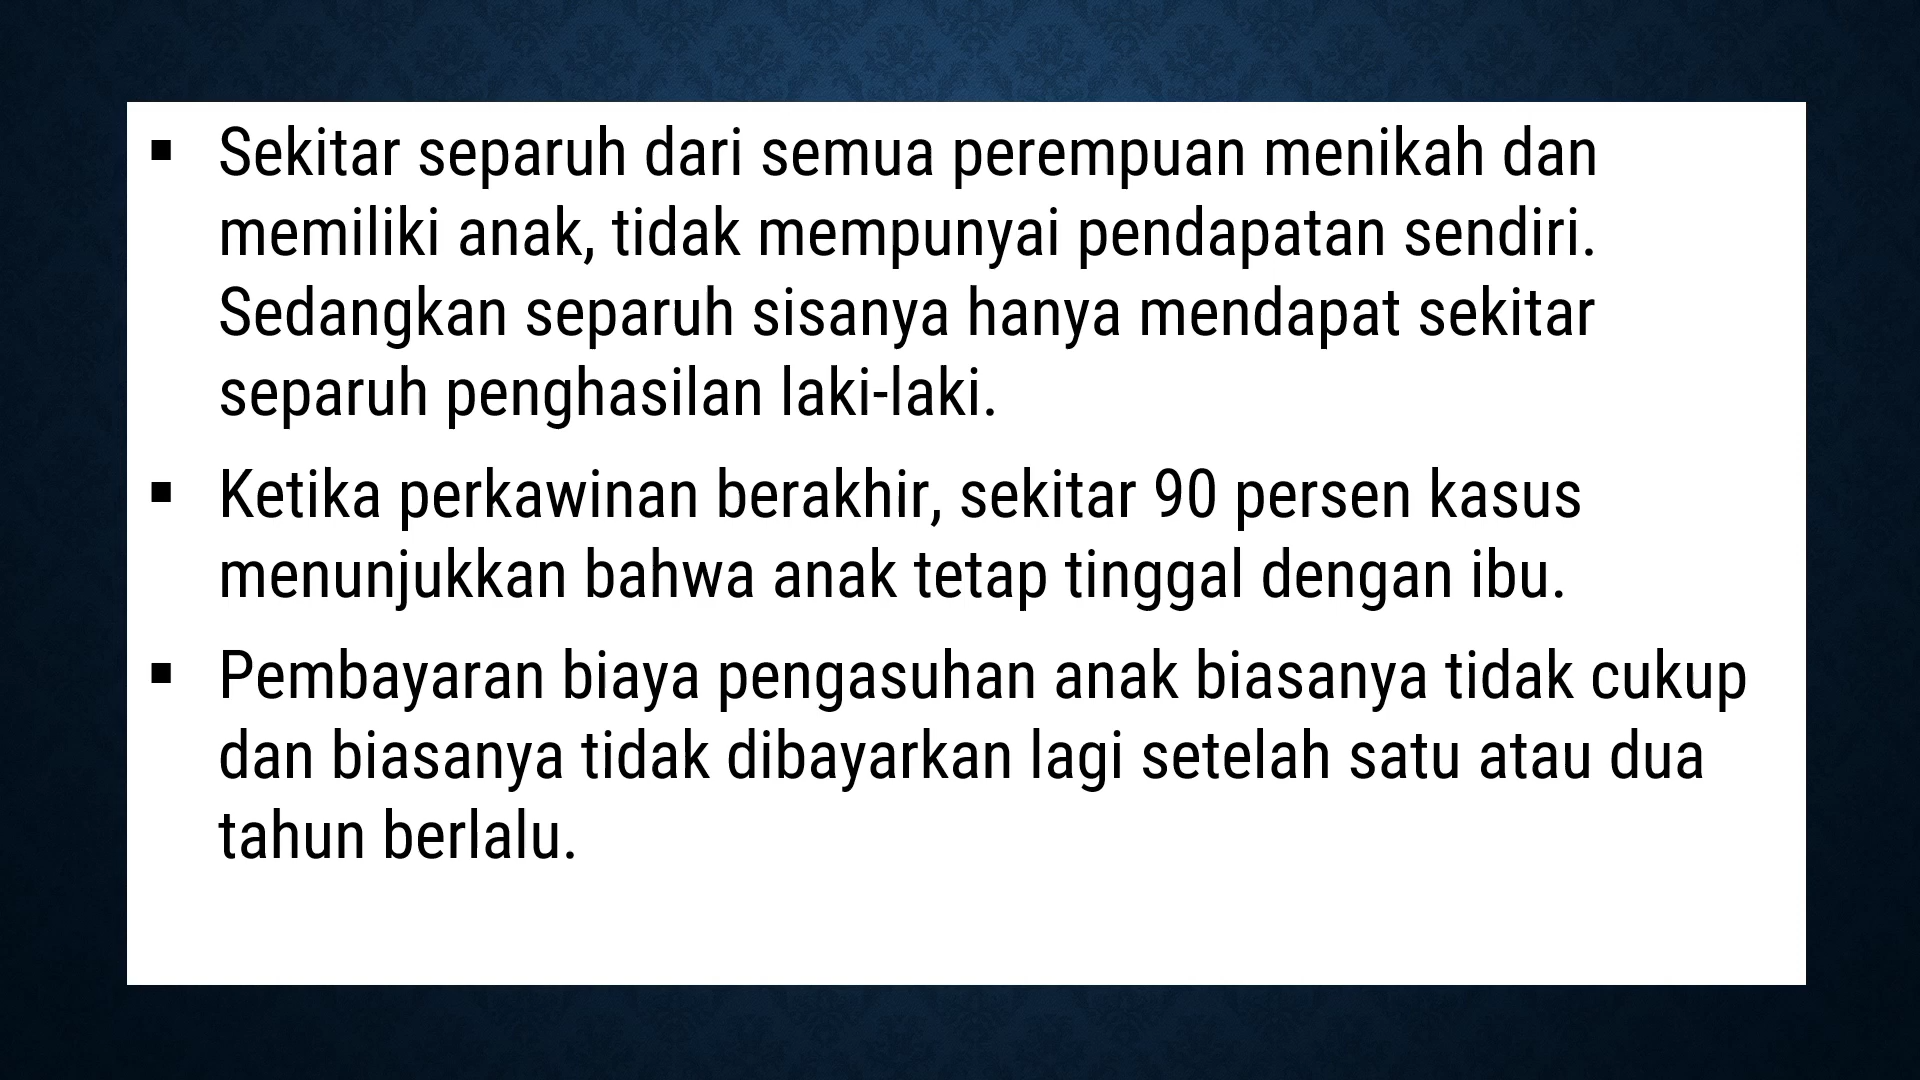 ▪ Sekitar separuh dari semua perempuan menikah dan
memiliki anak, tidak mempunyai pendapatan sendiri.
Sedangkan separuh sisanya hanya mendapat sekitar
separuh penghasilan laki-laki.
▪ Ketika perkawinan berakhir, sekitar 90 persen kasus
menunjukkan bahwa anak tetap tinggal dengan ibu.
▪ Pembayaran biaya pengasuhan anak biasanya tidak cukup
dan biasanya tidak dibayarkan lagi setelah satu atau dua
tahun berlalu.